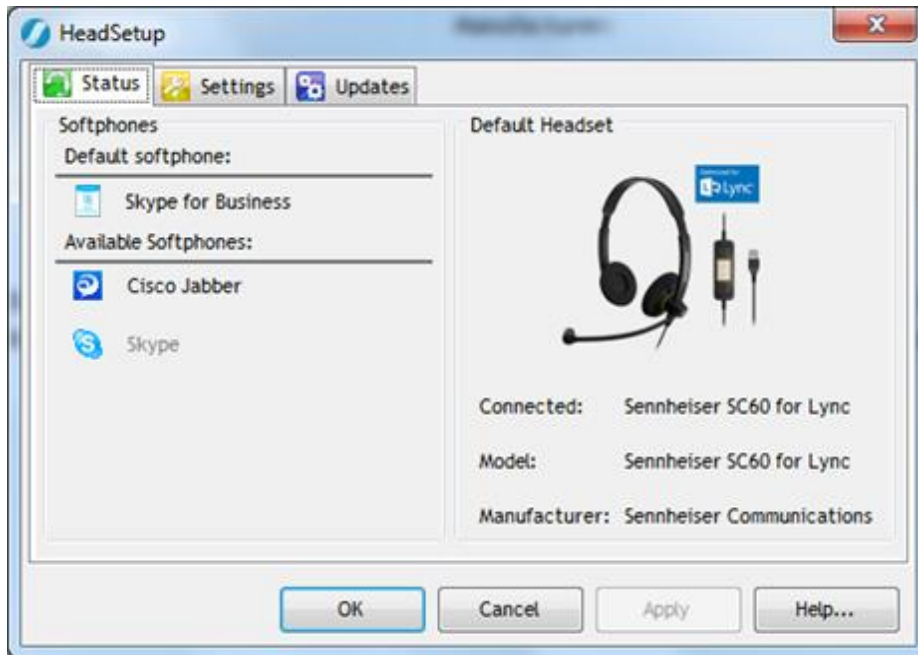 HeadSetup
Status
Settings
Updates
Softphones
Default softphone:
Skype for Business
Available Softphones:
Cisco Jabber
Skype
Default Headset
Lync
Connected: Sennheiser SC60 for Lync
Model: Sennheiser SC60 for Lync
Manufacturer: Sennheiser Communications
OK
Cancel
Apply
Help...